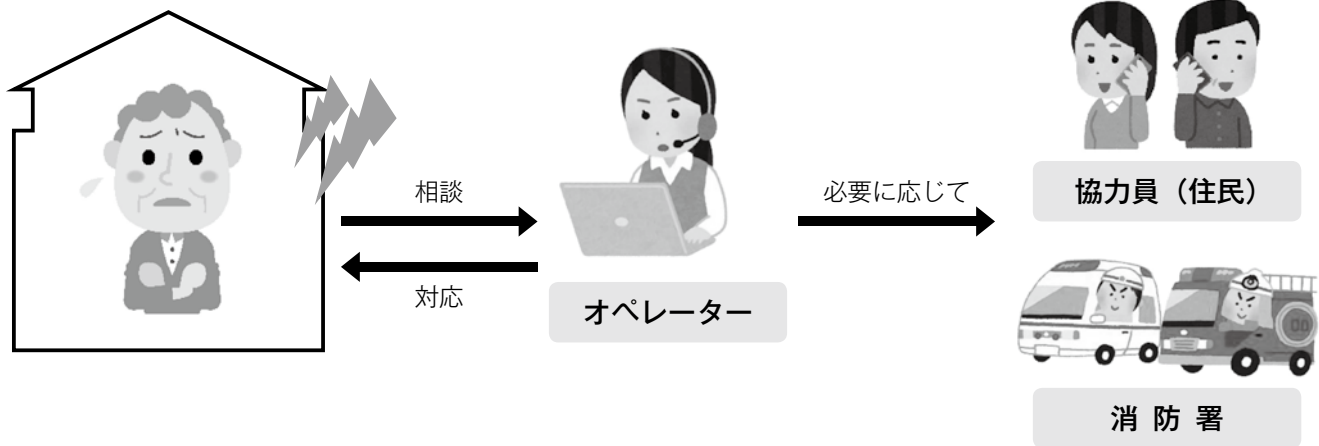 相談
対応
オペレーター
必要に応じて
協力員（住民）
消防署